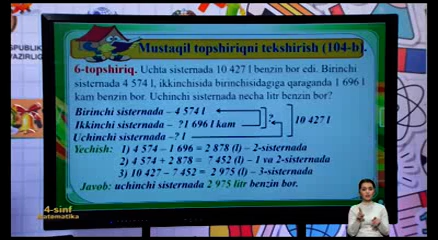 PUBLIK
VAZIRLIG
Mustaqil topshiriqni tekshirish (104-b).
6-topshiriq. Uchta sisternada 10 427 l benzin bor edi. Birinchi
sisternada 4 574 l, ikkinchisida birinchisidagiga qaraganda 1 696 l
kam benzin bor. Uchinchi sisternada necha litr benzin bor?
Birinchi sisternada – 4 574 l
Ikkinchi sisternada – ?1 696 l kam ? 10 427 l
Uchinchi sisternada –? l
Yechish: 1) 4 574 – 1 696 = 2 878 (l) – 2-sisternada
2) 4 574 + 2 878 = 7 452 (l) – 1 va 2-sisternada
3) 10 427 – 7 452 = 2 975 (l) – 3-sisternada
Javob: uchinchi sisternada 2 975 litr benzin bor.
4-sinf
Matematika